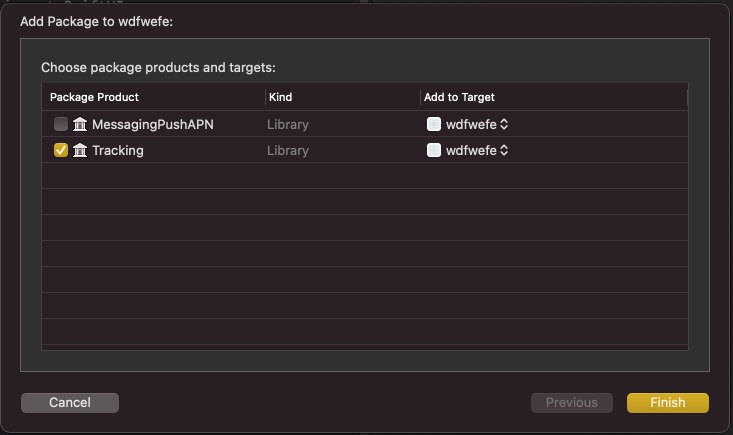 Add Package to wdfwefe:
Choose package products and targets:
Package Product Kind Add to Target
MessagingPushAPN Library wdfwefe
Tracking Library wdfwefe
Cancel Previous Finish